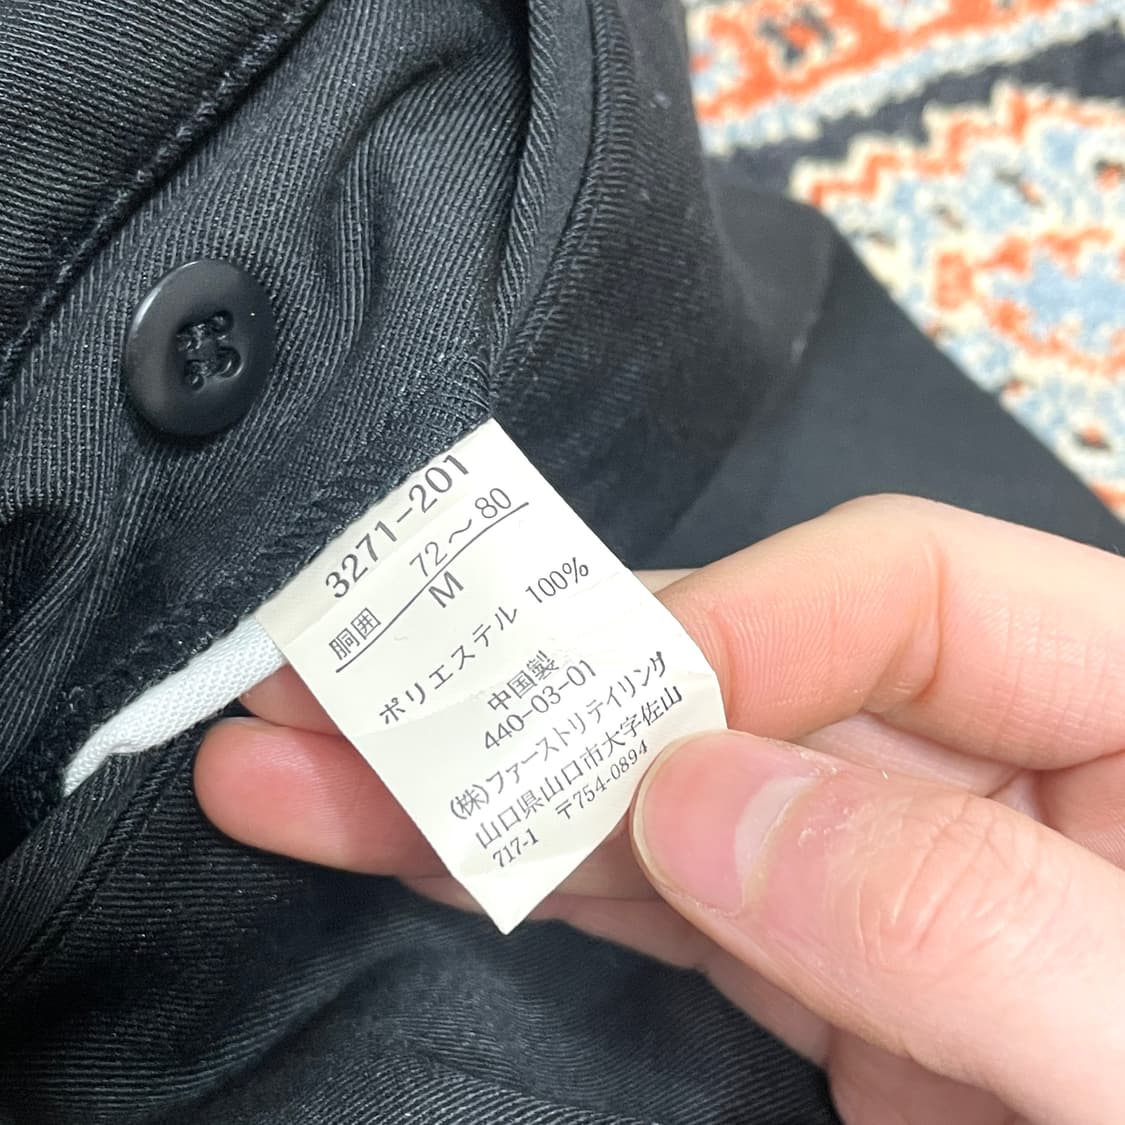 3271-201
胴囲 72～80
M
ポリエステル 100%
中国製
440-03-01
(株)ファーストリテイリング
山口県山口市大字佐山
717-1 〒754-0894